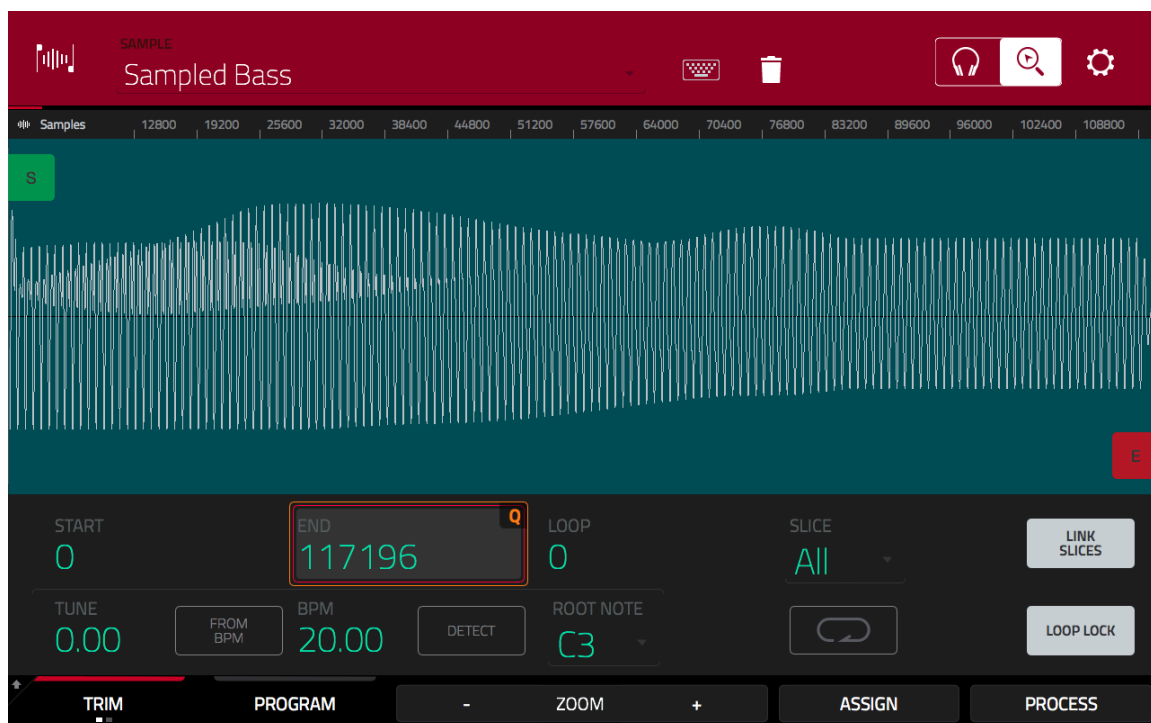 SAMPLE
Sampled Bass
Samples 12800 19200 25600 32000 38400 44800 51200 57600 64000 70400 76800 83200 89600 96000 102400 108800
S
E
START END Q LOOP SLICE
0 117196 0 All
LINK
SLICES
TUNE BPM ROOT NOTE
0.00 20.00 C3
FROM
BPM
DETECT
LOOP LOCK
TRIM PROGRAM - ZOOM + ASSIGN PROCESS